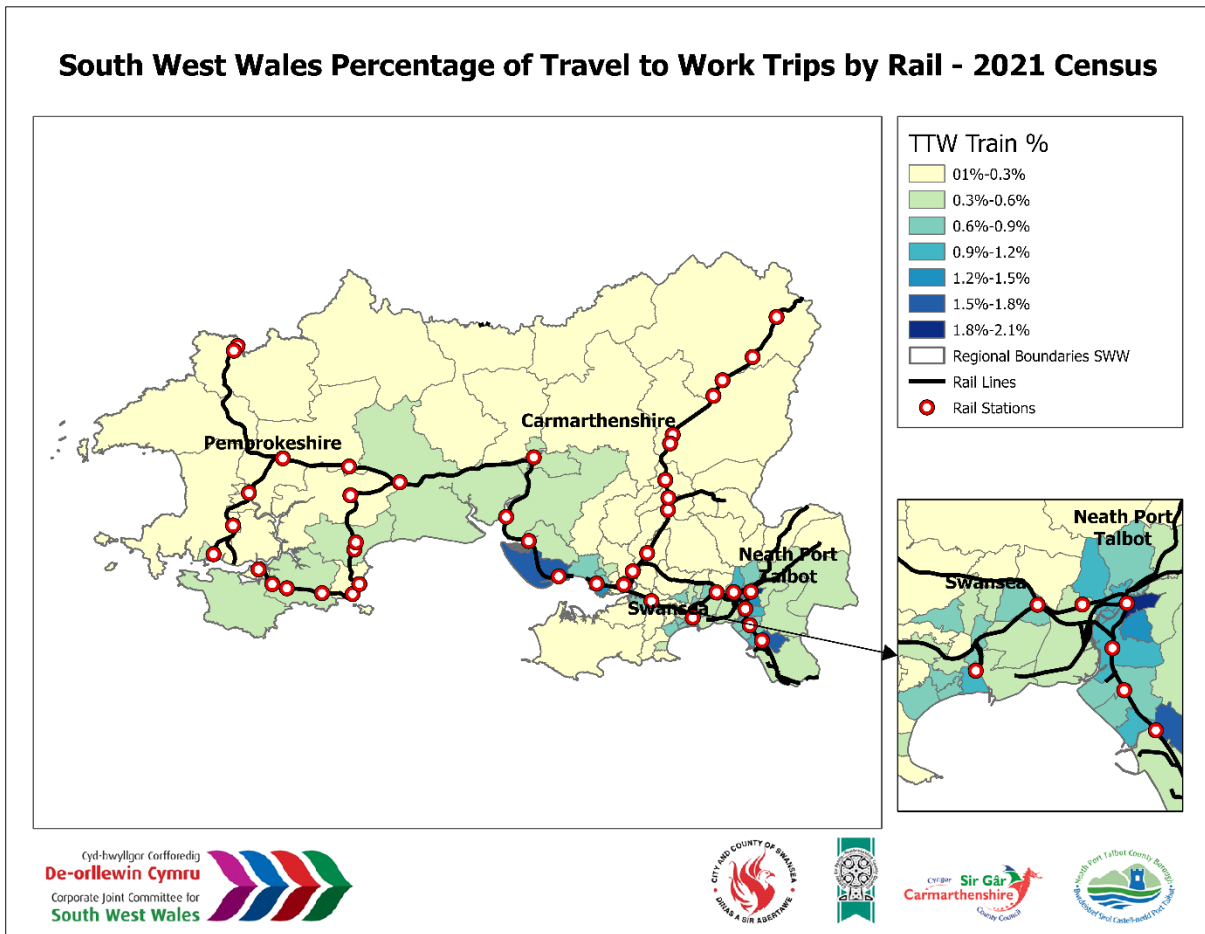 South West Wales Percentage of Travel to Work Trips by Rail - 2021 Census
TTW Train %
01%-0.3%
0.3%-0.6%
0.6%-0.9%
0.9%-1.2%
1.2%-1.5%
1.5%-1.8%
1.8%-2.1%
Regional Boundaries SWW
Rail Lines
Rail Stations
Pembrokeshire
Carmarthenshire
Neath Port
Talbot
Swansea
Neath Port
Talbot
Swansea
Cyd-bwyllgor Corfforedig
De-orllewin Cymru
Corporate Joint Committee for
South West Wales
CITY AND COUNTY OF SWANSEA
DINAS A SIR ABERTAWE
Cyngor
Sir Gâr
Carmarthenshire
County Council
Neath Port Talbot County Borough